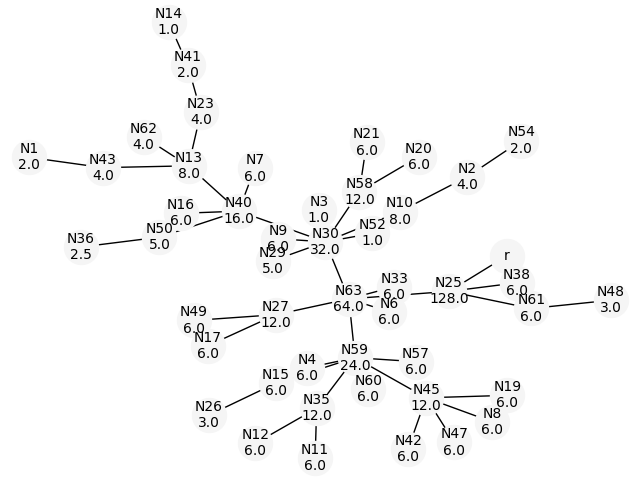 N14
1.0
N41
2.0
N23
4.0
N62
4.0
N1
2.0
N43
4.0
N13
8.0
N7
6.0
N21
6.0
N20
6.0
N54
2.0
N2
4.0
N58
12.0
N16
6.0
N40
16.0
N3
1.0
N10
8.0
N50
5.0
N36
2.5
N9
6.0
N30
32.0
N52
1.0
N29
5.0
r
N33
6.0
N25
128.0
N38
6.0
N63
64.0
N6
6.0
N61
6.0
N48
3.0
N49
6.0
N27
12.0
N17
6.0
N59
24.0
N4
6.0
N57
6.0
N15
6.0
N60
6.0
N45
12.0
N19
6.0
N26
3.0
N35
12.0
N8
6.0
N12
6.0
N11
6.0
N42
6.0
N47
6.0